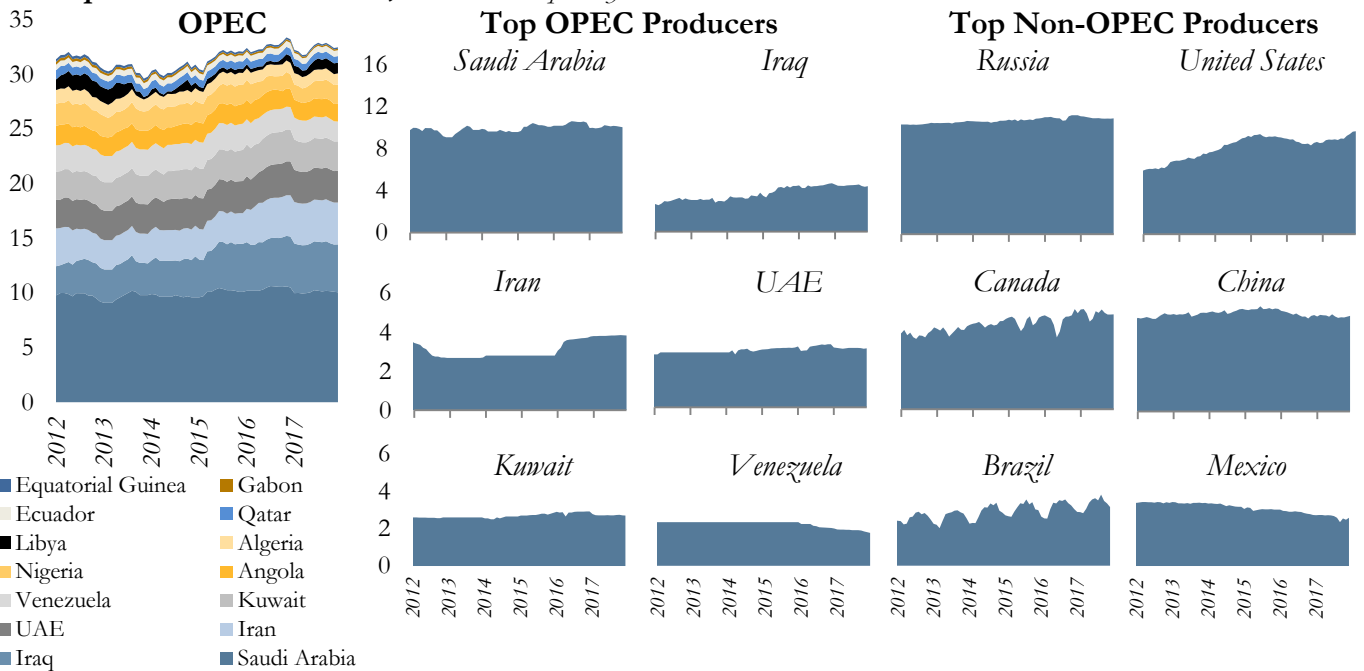 OPEC
Top OPEC Producers
Top Non-OPEC Producers
35
30
25
20
15
10
5
0
2012
2013
2014
2015
2016
2017
Equatorial Guinea
Gabon
Ecuador
Qatar
Libya
Algeria
Nigeria
Angola
Venezuela
Kuwait
UAE
Iran
Iraq
Saudi Arabia
Saudi Arabia
Iraq
Russia
United States
16
12
8
4
0
Iran
UAE
Canada
China
6
4
2
0
Kuwait
Venezuela
Brazil
Mexico
6
4
2
0
2012
2013
2014
2015
2016
2017
2012
2013
2014
2015
2016
2017
2012
2013
2014
2015
2016
2017
2012
2013
2014
2015
2016
2017